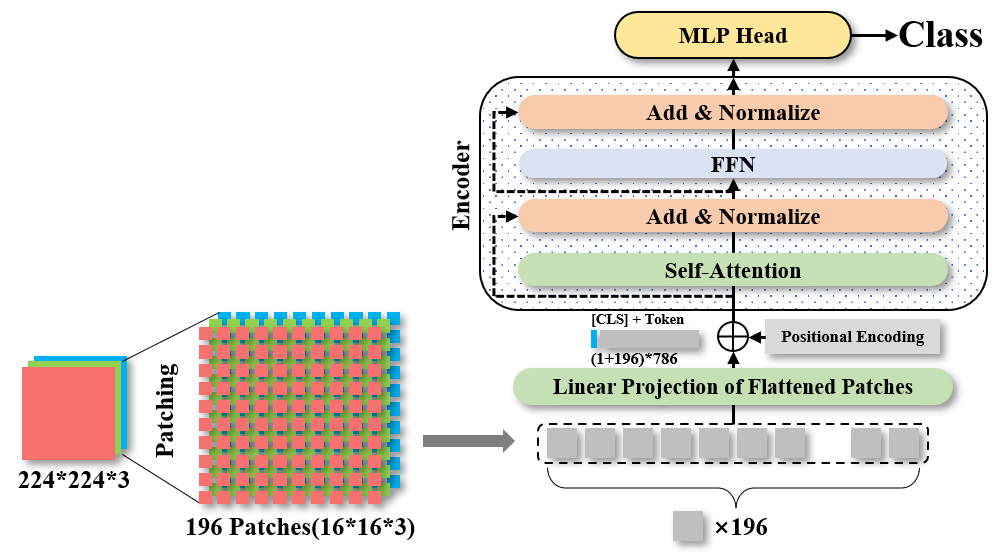 MLP Head
Class
Add & Normalize
FFN
Add & Normalize
Self-Attention
Encoder
[CLS] + Token
(1+196)*786
Positional Encoding
Linear Projection of Flattened Patches
Patching
224*224*3
196 Patches(16*16*3)
×196